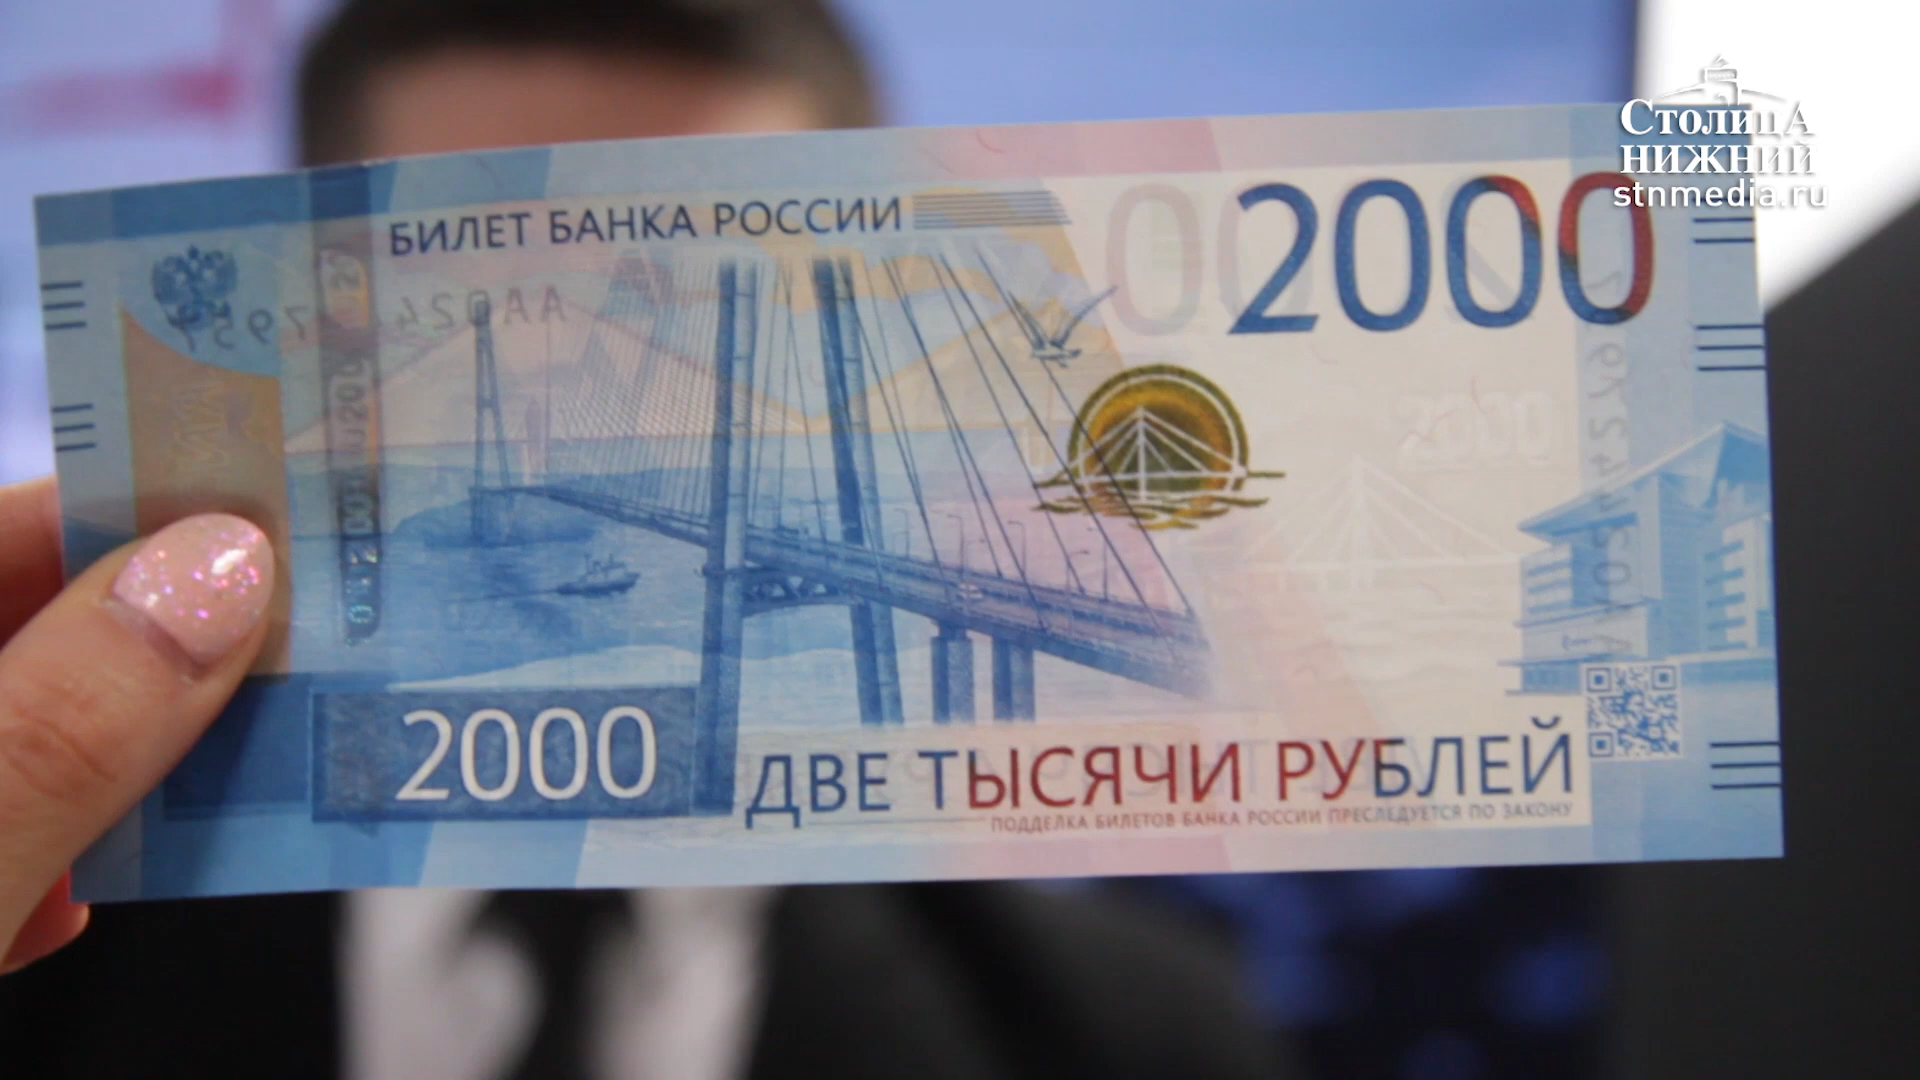 СТОЛИЦА
НИЖНИЙ
stnmedia.ru
БИЛЕТ БАНКА РОССИИ
2000
2000
2000
ДВЕ ТЫСЯЧИ РУБЛЕЙ
ПОДДЕЛКА БИЛЕТОВ БАНКА РОССИИ ПРЕСЛЕДУЕТСЯ ПО ЗАКОНУ